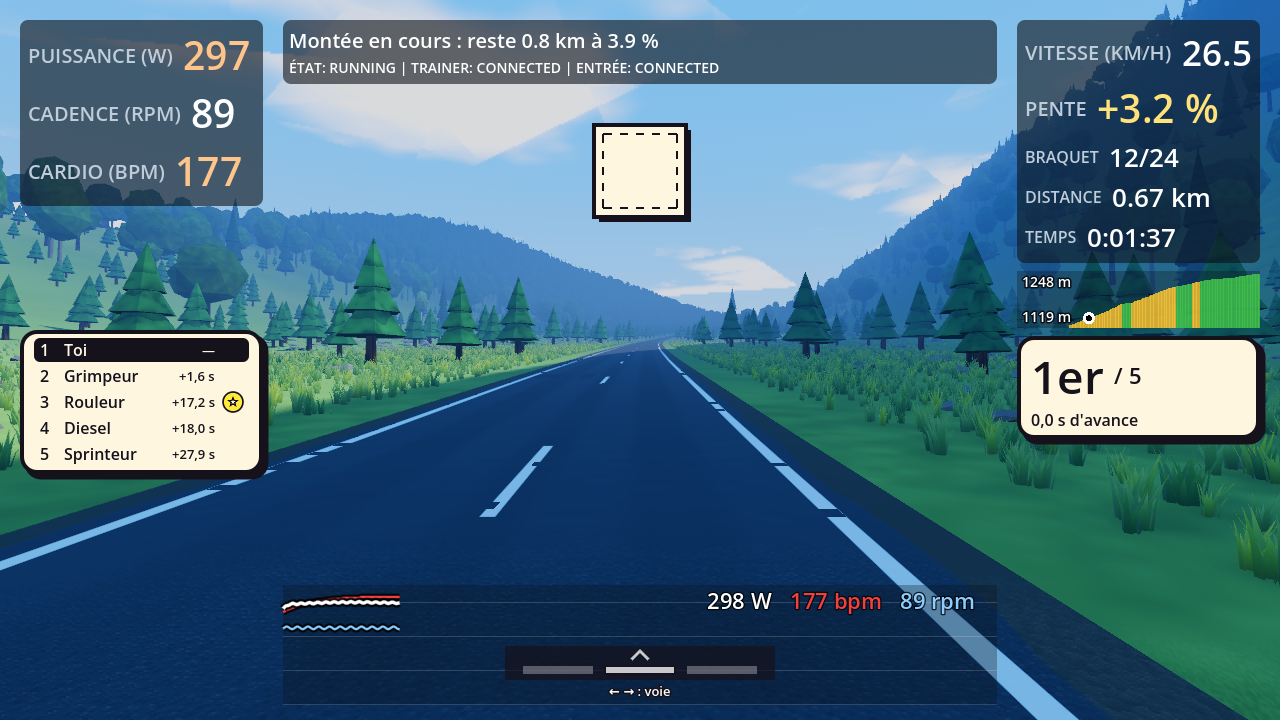 PUISSANCE (W) 297
CADENCE (RPM) 89
CARDIO (BPM) 177
Montée en cours : reste 0.8 km à 3.9 %
ÉTAT: RUNNING | TRAINER: CONNECTED | ENTRÉE: CONNECTED
VITESSE (KM/H) 26.5
PENTE +3.2 %
BRAQUET 12/24
DISTANCE 0.67 km
TEMPS 0:01:37
1248 m
1119 m
1 Toi —
2 Grimpeur +1,6 s
3 Rouleur +17,2 s
4 Diesel +18,0 s
5 Sprinteur +27,9 s
1er / 5
0,0 s d'avance
298 W 177 bpm 89 rpm
← → : voie